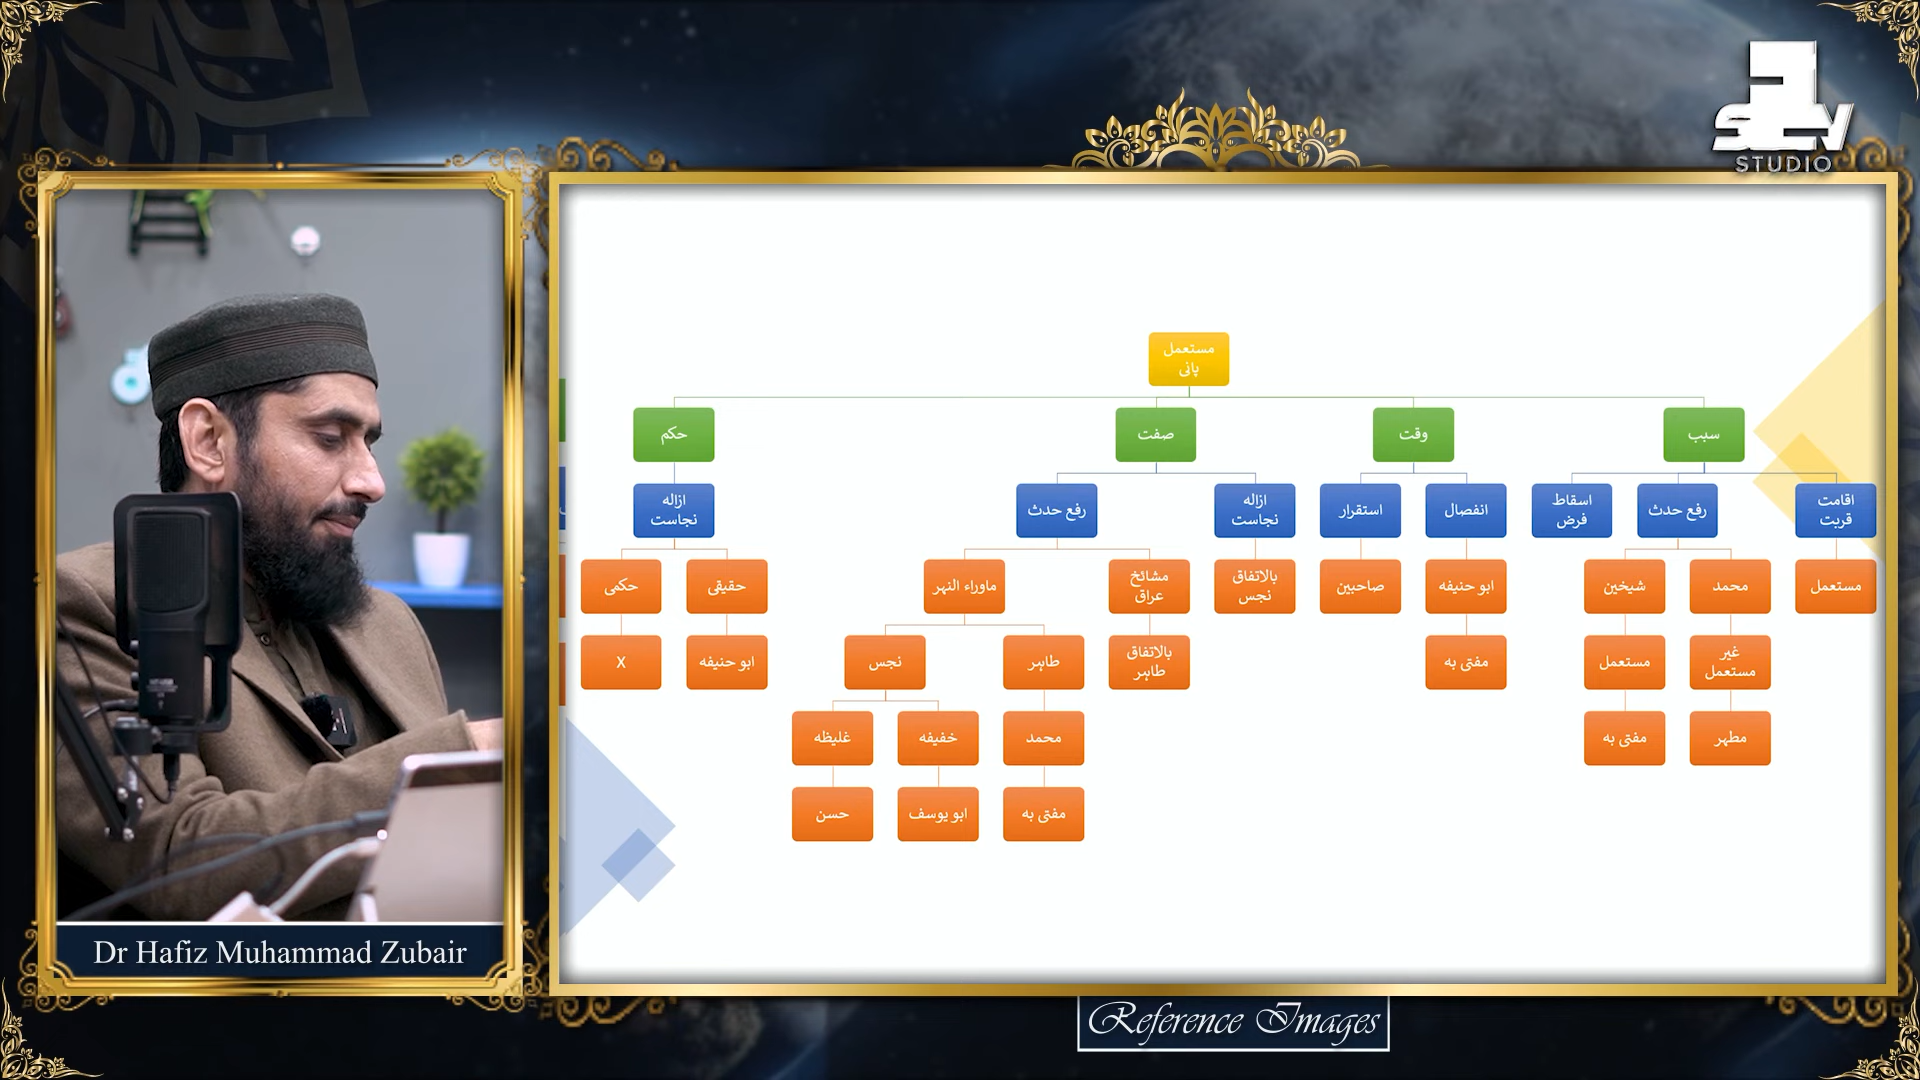 STUDIO
مستعمل
پانی
سبب
وقت
صفت
حکم
اقامت
قربت
رفع حدث
اسقاط
فرض
انفصال
استقرار
ازاله
نجاست
رفع حدث
ازاله
نجاست
مستعمل
محمد
شیخین
ابو حنیفه
صاحبین
بالاتفاق
نجس
مشائخ
عراق
ماوراء النہر
حقیقی
حکمی
غیر
مستعمل
مستعمل
مفتی به
بالاتفاق
طاہر
طاہر
نجس
ابو حنیفه
X
مطہر
مفتی به
محمد
خفیفه
غلیظه
مفتی به
ابو یوسف
حسن
Dr Hafiz Muhammad Zubair
Reference Images